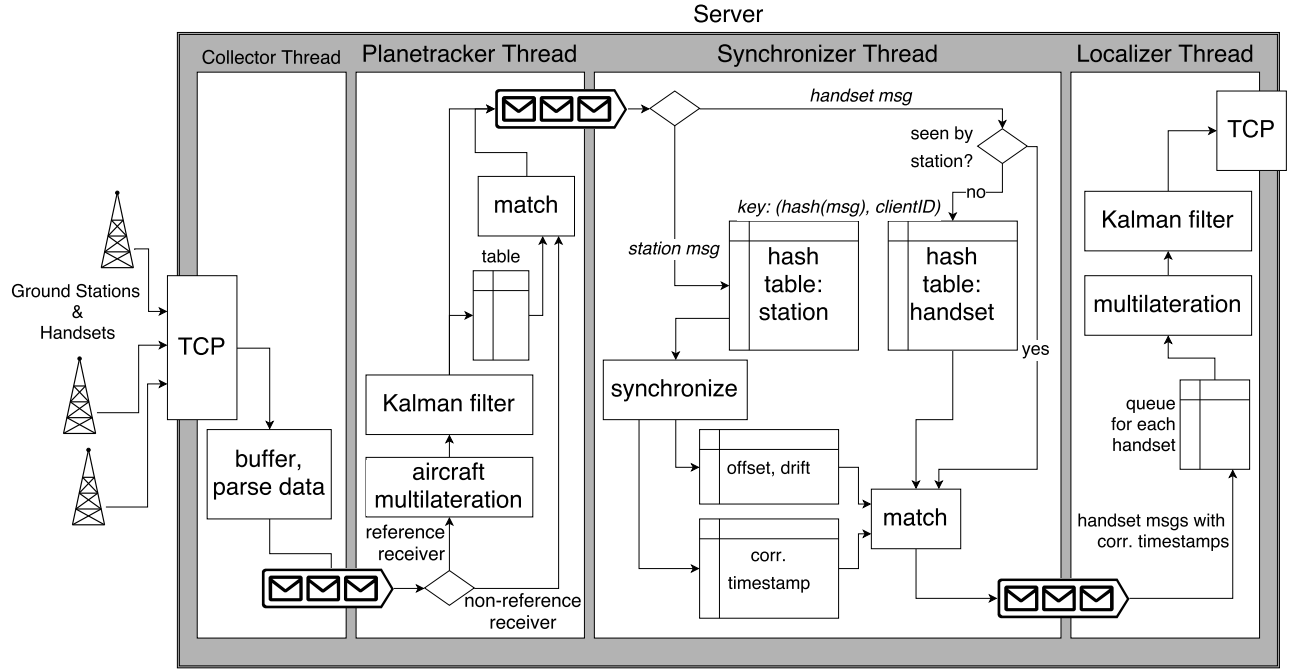 Server
Collector Thread
Planetracker Thread
Synchronizer Thread
Localizer Thread
Ground Stations
&
Handsets
TCP
buffer,
parse data
match
table
Kalman filter
aircraft
multilateration
reference
receiver
non-reference
receiver
handset msg
seen by
station?
no
yes
key: (hash(msg), clientID)
station msg
hash
table:
station
hash
table:
handset
synchronize
offset, drift
corr.
timestamp
match
TCP
Kalman filter
multilateration
queue
for each
handset
handset msgs with
corr. timestamps